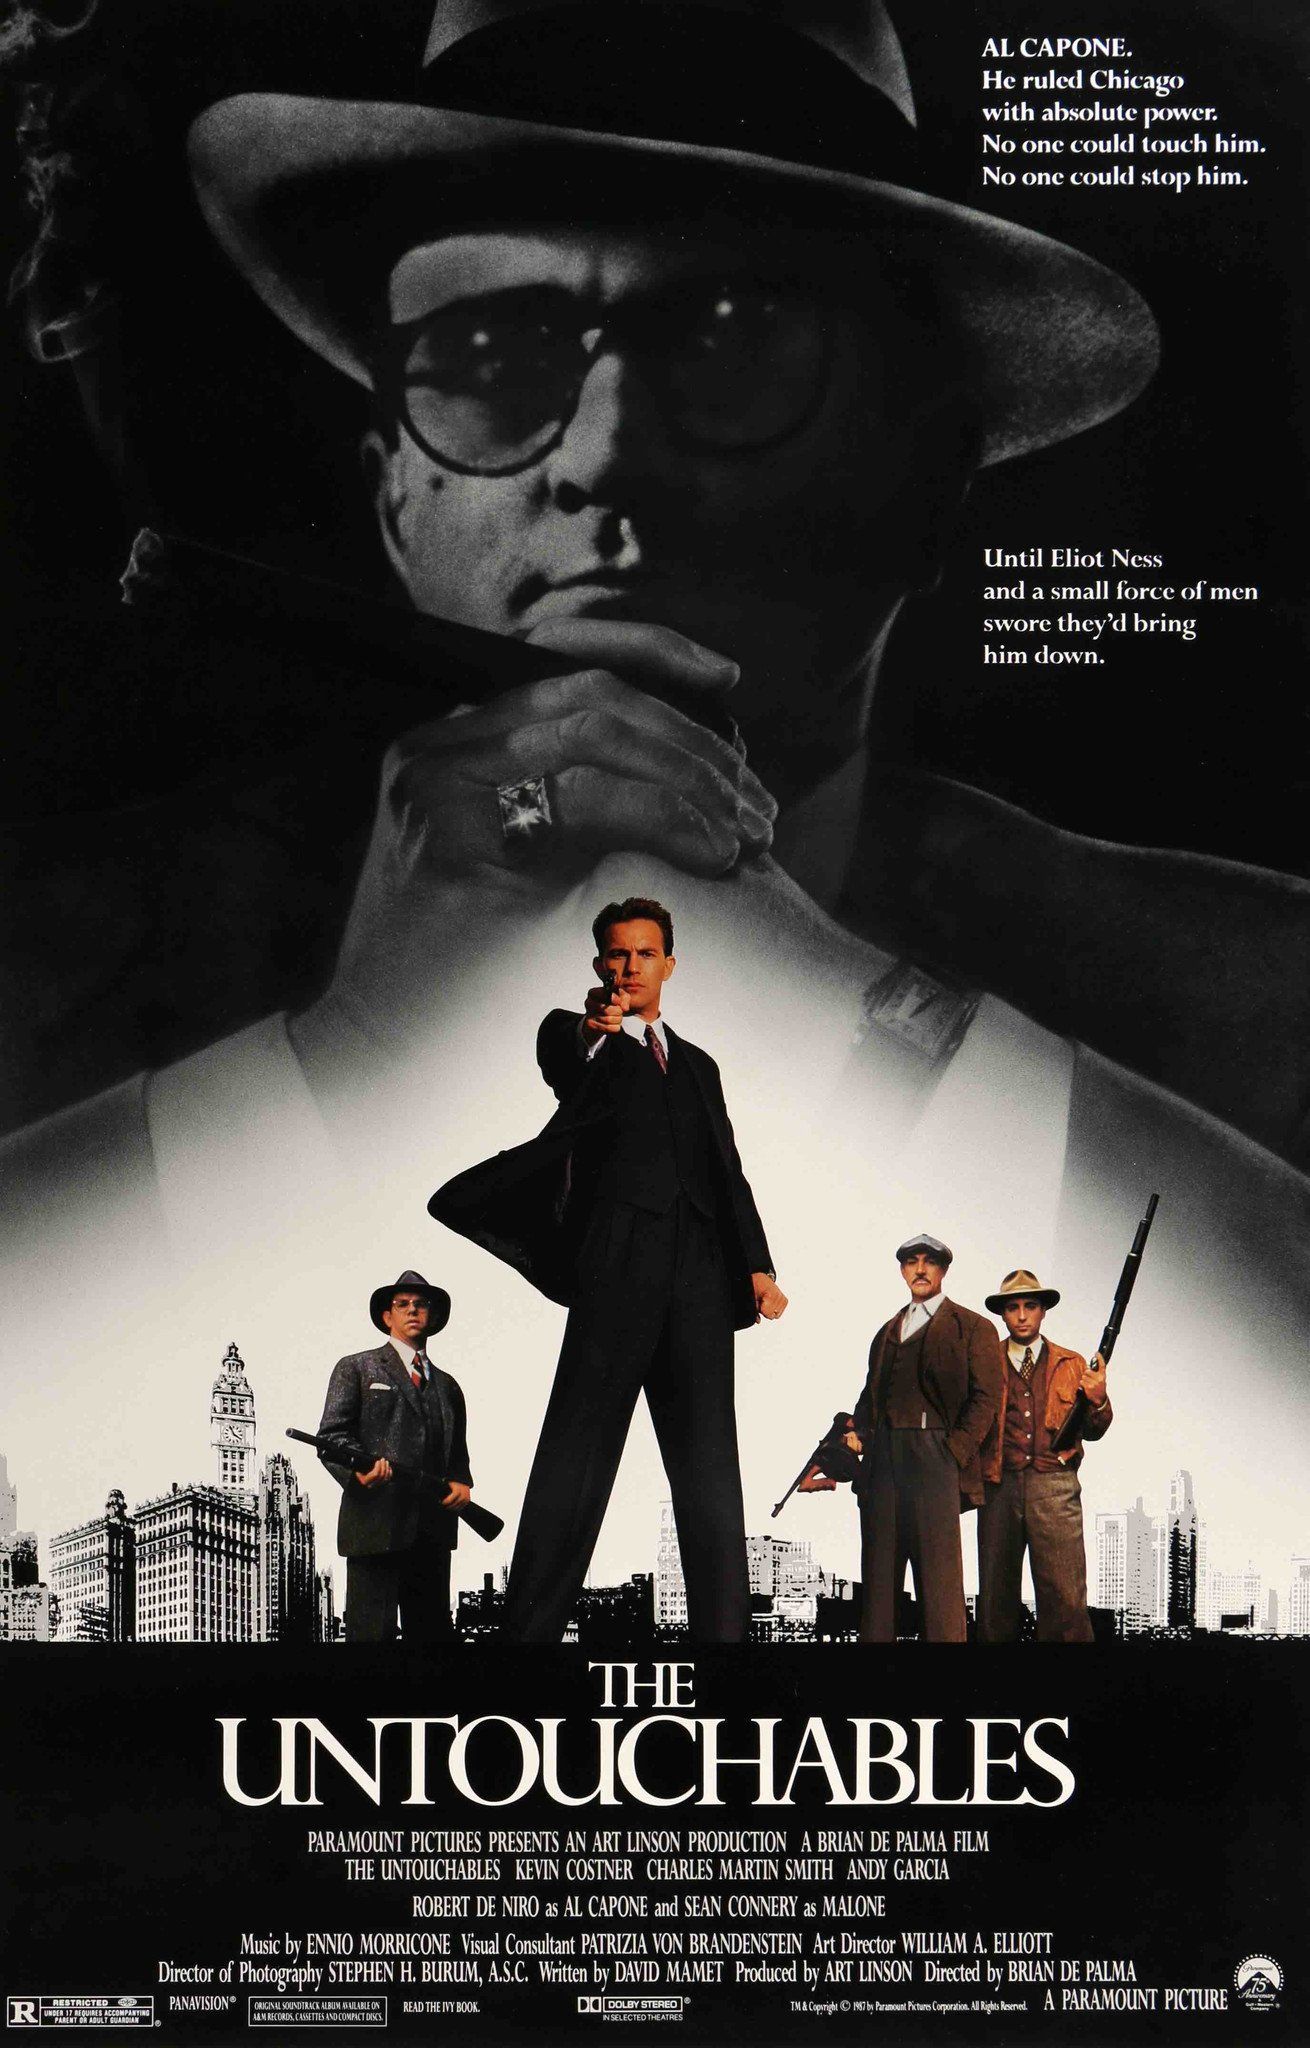 AL CAPONE.
He ruled Chicago
with absolute power.
No one could touch him.
No one could stop him.
Until Eliot Ness
and a small force of men
swore they'd bring
him down.
THE
UNTOUCHABLES
PARAMOUNT PICTURES PRESENTS AN ART LINSON PRODUCTION A BRIAN DE PALMA FILM
THE UNTOUCHABLES KEVIN COSTNER CHARLES MARTIN SMITH ANDY GARCIA
ROBERT DE NIRO as AL CAPONE and SEAN CONNERY as MALONE
Music by ENNIO MORRICONE Visual Consultant PATRIZIA VON BRANDENSTEIN Art Director WILLIAM A. ELLIOTT
Director of Photography STEPHEN H. BURUM, A.S.C. Written by DAVID MAMET Produced by ART LINSON Directed by BRIAN DE PALMA
R RESTRICTED
UNDER 17 REQUIRES ACCOMPANYING
PARENT OR ADULT GUARDIAN
®
PANAVISION®
ORIGINAL SOUNDTRACK ALBUM AVAILABLE ON
A&M RECORDS, CASSETTES AND COMPACT DISCS.
READ THE IVY BOOK.
DOLBY STEREO®
IN SELECTED THEATRES
TM & Copyright © 1987 by Paramount Pictures Corporation. All Rights Reserved.
A PARAMOUNT PICTURE
Paramount
75th
Anniversary
Gulf+Western
Company